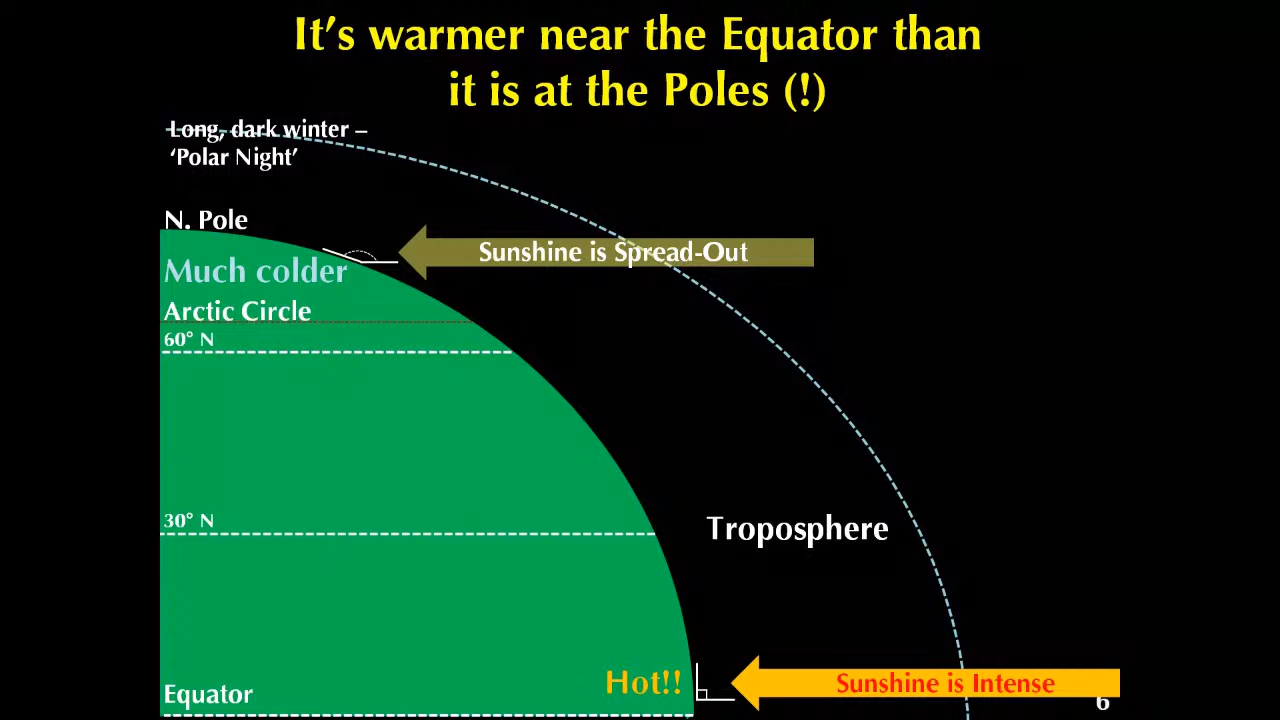 It’s warmer near the Equator than
it is at the Poles (!)
Long, dark winter –
‘Polar Night’
N. Pole
Sunshine is Spread-Out
Much colder
Arctic Circle
60° N
30° N
Troposphere
Hot!!
Sunshine is Intense
Equator
6